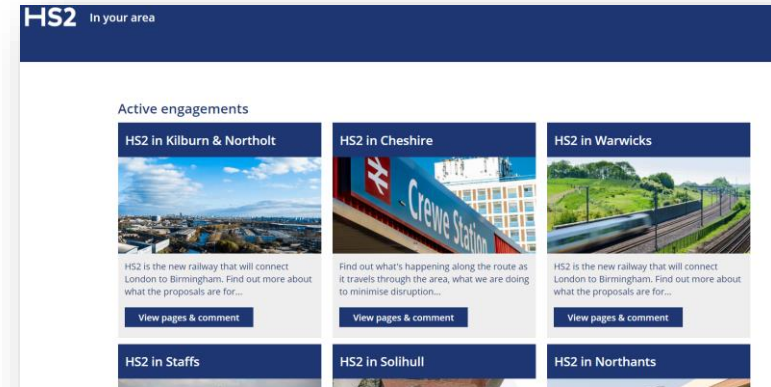 HS2 In your area
Active engagements
HS2 in Kilburn & Northolt
HS2 in Cheshire
HS2 in Warwicks
Crewe Station
HS2 is the new railway that will connect
London to Birmingham. Find out more about
what the proposals are for...
Find out what's happening along the route as
it travels through the area, what we are doing
to minimise disruption...
HS2 is the new railway that will connect
London to Birmingham. Find out more about
what the proposals are for...
View pages & comment
View pages & comment
View pages & comment
HS2 in Staffs
HS2 in Solihull
HS2 in Northants